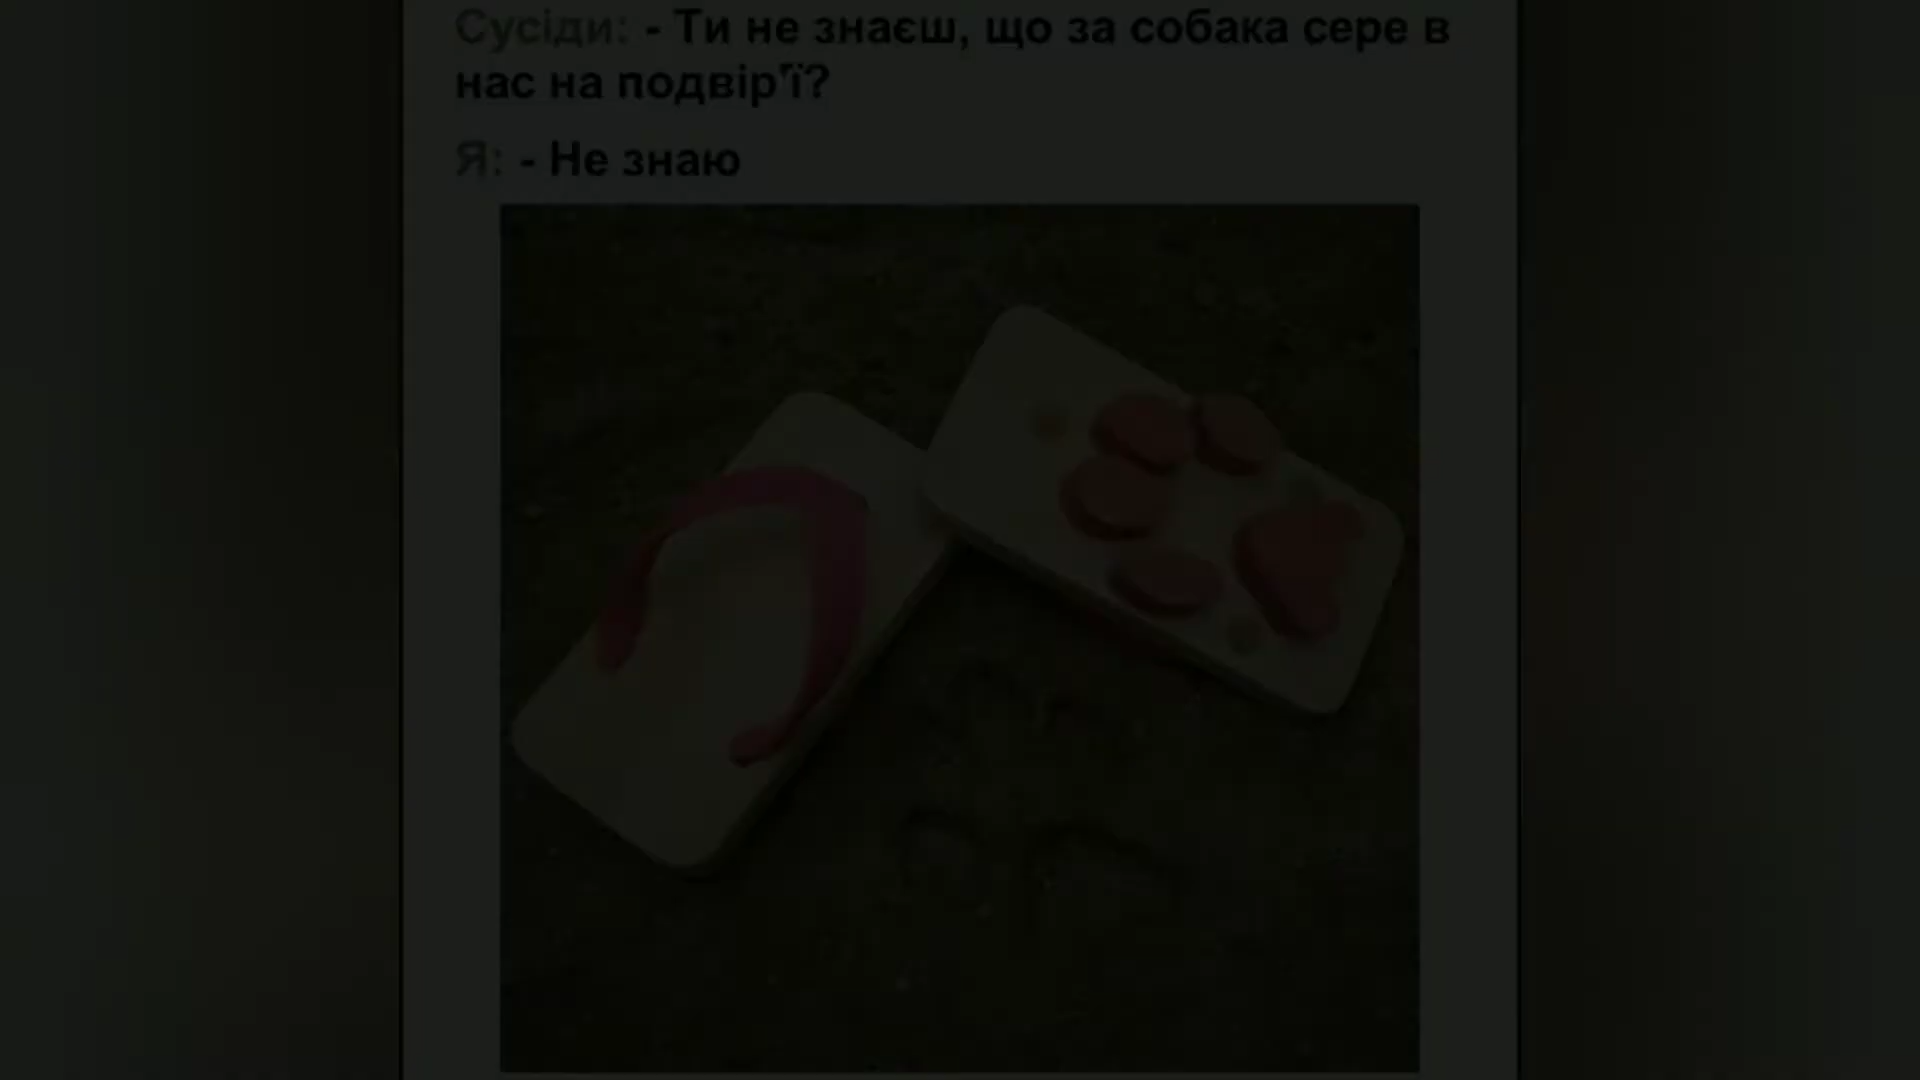 Сусіди: - Ти не знаєш, що за собака сере в
нас на подвір'ї?
Я: - Не знаю